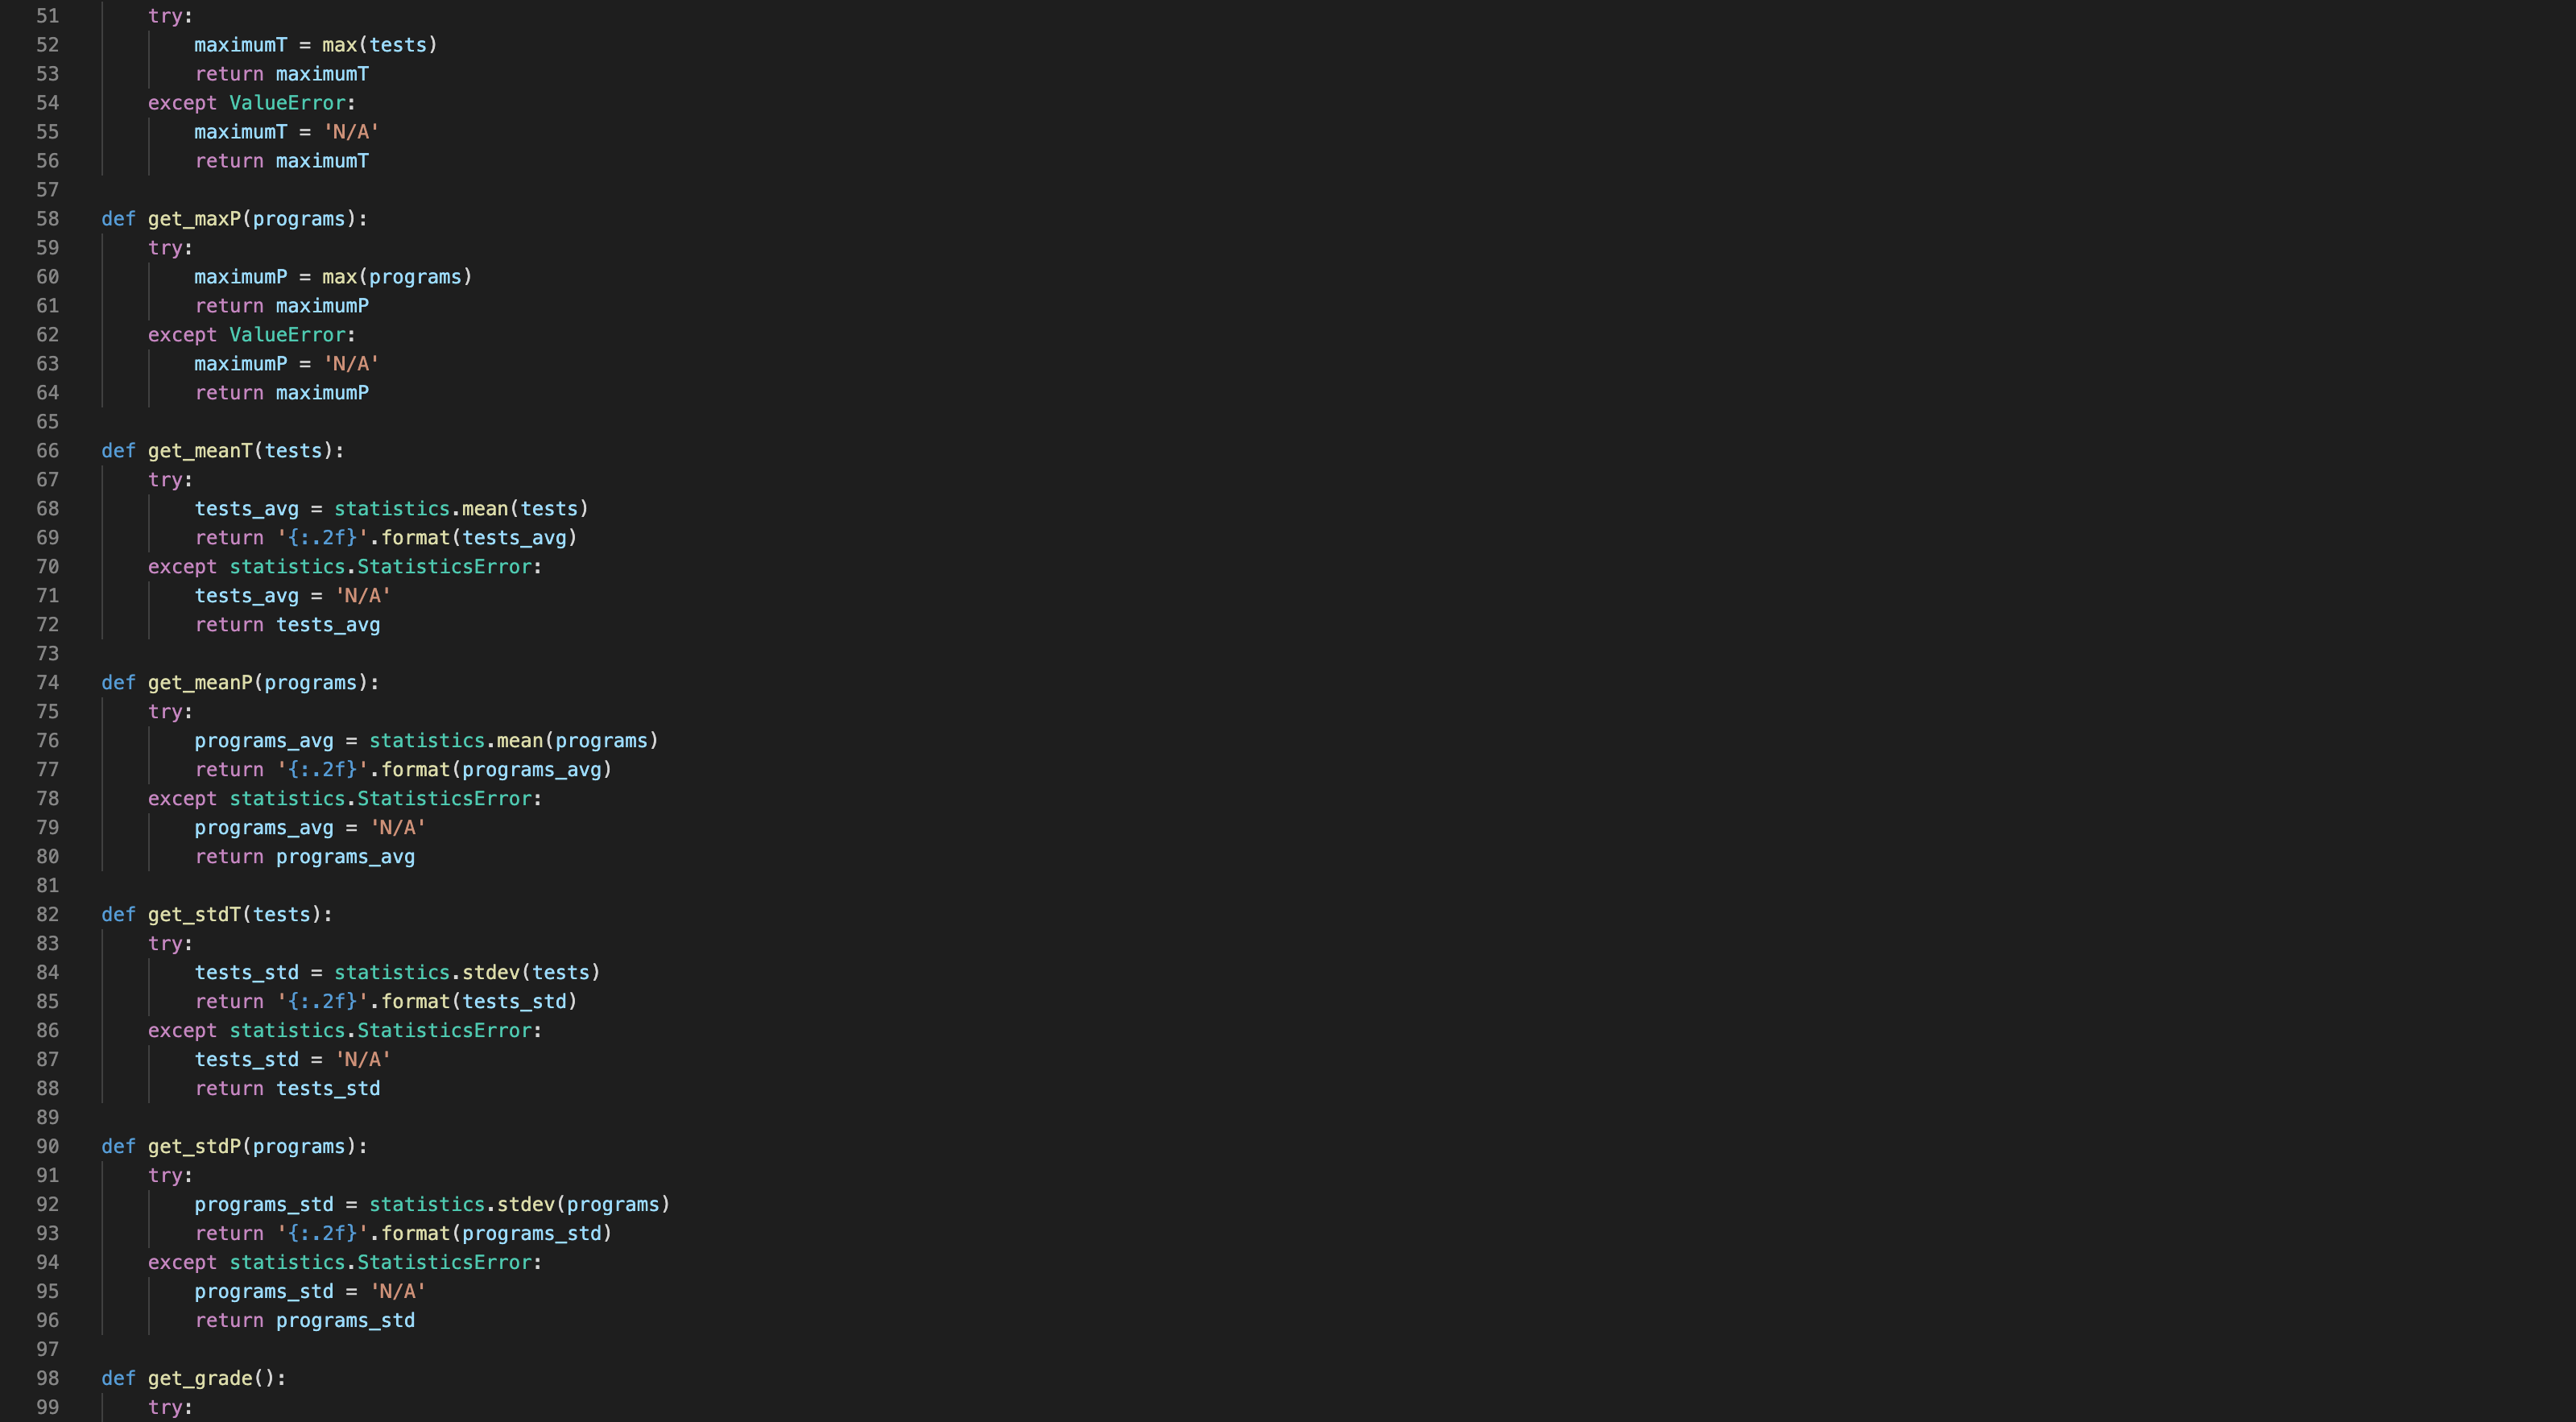 51 try:
52 maximumT = max(tests)
53 return maximumT
54 except ValueError:
55 maximumT = 'N/A'
56 return maximumT
57
58 def get_maxP(programs):
59 try:
60 maximumP = max(programs)
61 return maximumP
62 except ValueError:
63 maximumP = 'N/A'
64 return maximumP
65
66 def get_meanT(tests):
67 try:
68 tests_avg = statistics.mean(tests)
69 return '{:.2f}'.format(tests_avg)
70 except statistics.StatisticsError:
71 tests_avg = 'N/A'
72 return tests_avg
73
74 def get_meanP(programs):
75 try:
76 programs_avg = statistics.mean(programs)
77 return '{:.2f}'.format(programs_avg)
78 except statistics.StatisticsError:
79 programs_avg = 'N/A'
80 return programs_avg
81
82 def get_stdT(tests):
83 try:
84 tests_std = statistics.stdev(tests)
85 return '{:.2f}'.format(tests_std)
86 except statistics.StatisticsError:
87 tests_std = 'N/A'
88 return tests_std
89
90 def get_stdP(programs):
91 try:
92 programs_std = statistics.stdev(programs)
93 return '{:.2f}'.format(programs_std)
94 except statistics.StatisticsError:
95 programs_std = 'N/A'
96 return programs_std
97
98 def get_grade():
99 try: